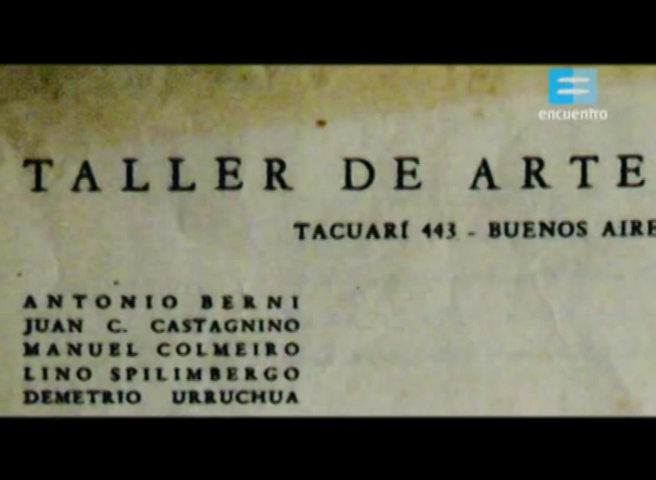 encuentro
TALLER DE ARTE
TACUARÍ 443 - BUENOS AIRE
ANTONIO BERNI
JUAN C. CASTAGNINO
MANUEL COLMEIRO
LINO SPILIMBERGO
DEMETRIO URRUCHUA